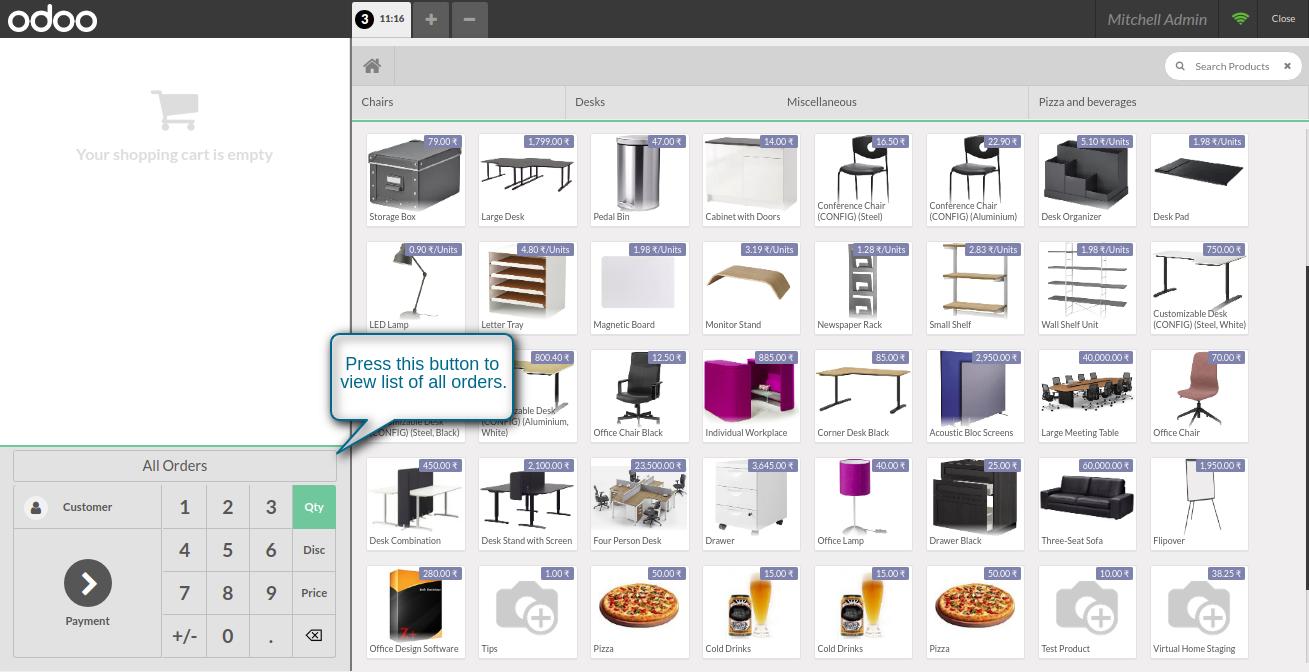 odoo
3 11:16
Mitchell Admin
Close
Search Products
Chairs
Desks
Miscellaneous
Pizza and beverages
Your shopping cart is empty
79.00 ₹
Storage Box
1,799.00 ₹
Large Desk
47.00 ₹
Pedal Bin
14.00 ₹
Cabinet with Doors
16.50 ₹
Conference Chair
(CONFIG) (Steel)
22.90 ₹
Conference Chair
(CONFIG) (Aluminium)
5.10 ₹/Units
Desk Organizer
1.98 ₹/Units
Desk Pad
0.90 ₹/Units
LED Lamp
4.80 ₹/Units
Letter Tray
1.98 ₹/Units
Magnetic Board
3.19 ₹/Units
Monitor Stand
1.28 ₹/Units
Newspaper Rack
2.83 ₹/Units
Small Shelf
1.98 ₹/Units
Wall Shelf Unit
750.00 ₹
Customizable Desk
(CONFIG) (Steel, White)
Press this button to
view list of all orders.
(CONFIG) (Steel, Black)
800.40 ₹
Desk
(CONFIG) (Aluminium,
White)
12.50 ₹
Office Chair Black
885.00 ₹
Individual Workplace
85.00 ₹
Corner Desk Black
2,950.00 ₹
Acoustic Bloc Screens
40,000.00 ₹
Large Meeting Table
70.00 ₹
Office Chair
450.00 ₹
Desk Combination
2,100.00 ₹
Desk Stand with Screen
23,500.00 ₹
Four Person Desk
3,645.00 ₹
Drawer
40.00 ₹
Office Lamp
25.00 ₹
Drawer Black
60,000.00 ₹
Three-Seat Sofa
1,950.00 ₹
Flipover
280.00 ₹
Office Design Software
1.00 ₹
Tips
50.00 ₹
Pizza
15.00 ₹
Cold Drinks
15.00 ₹
Cold Drinks
50.00 ₹
Pizza
10.00 ₹
Test Product
38.25 ₹
Virtual Home Staging
All Orders
Customer
1 2 3 Qty
4 5 6 Disc
7 8 9 Price
Payment
+/- 0 .